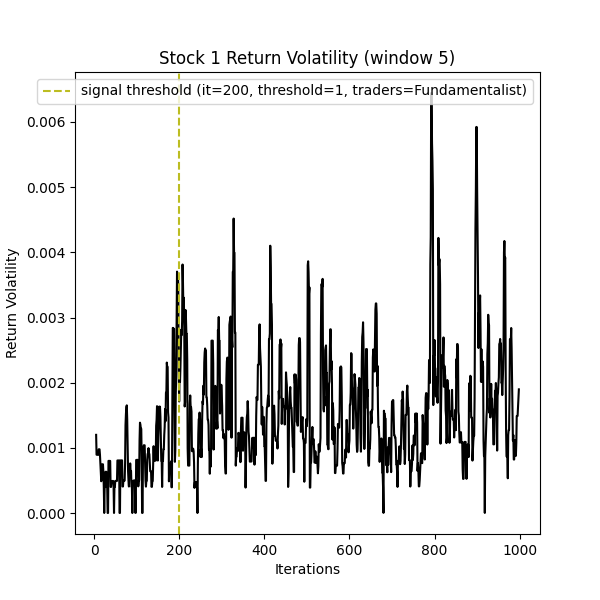 Stock 1 Return Volatility (window 5)
signal threshold (it=200, threshold=1, traders=Fundamentalist)
Return Volatility
0.006
0.005
0.004
0.003
0.002
0.001
0.000
0 200 400 600 800 1000
Iterations